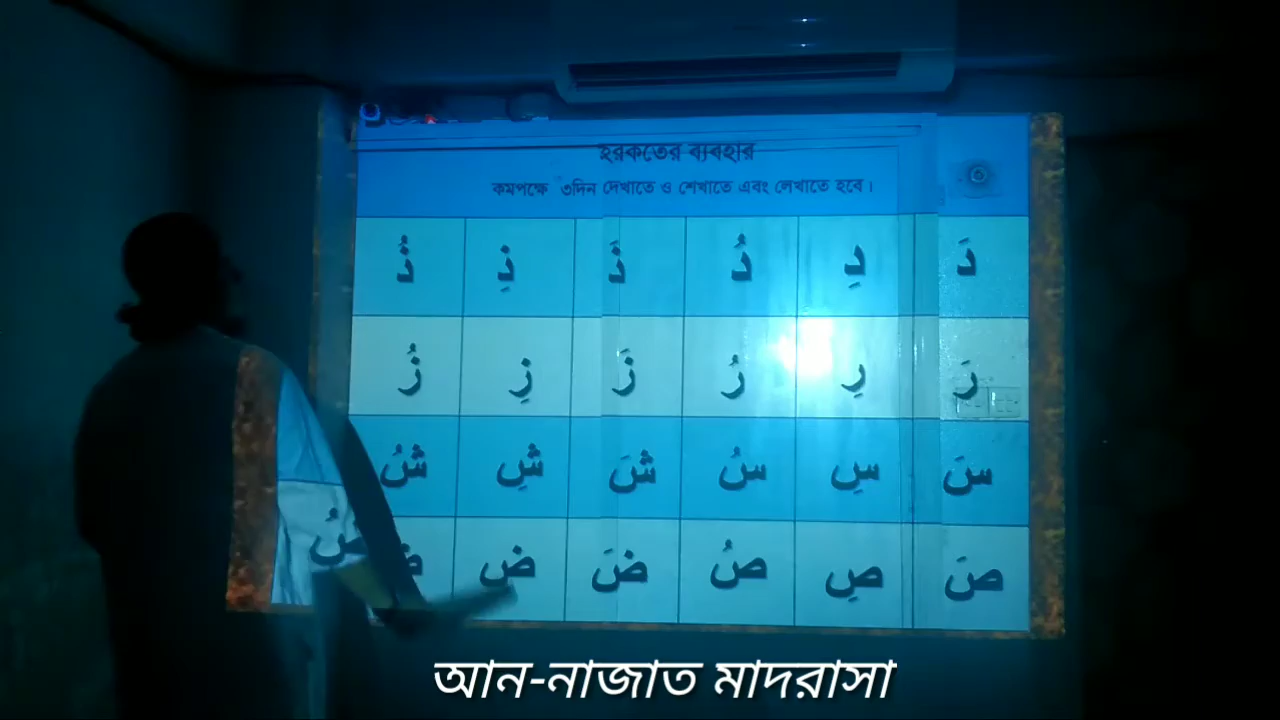 হরকতের ব্যবহার
কমপক্ষে ৩দিন দেখাতে ও শেখাতে এবং লেখাতে হবে।
دَ دِ دُ ذَ ذِ ذُ
رَ رِ رُ زَ زِ زُ
سَ سِ سُ شَ شِ شُ
صَ صِ صُ ضَ ضِ ضُ
আন-নাজাত মাদরাসা